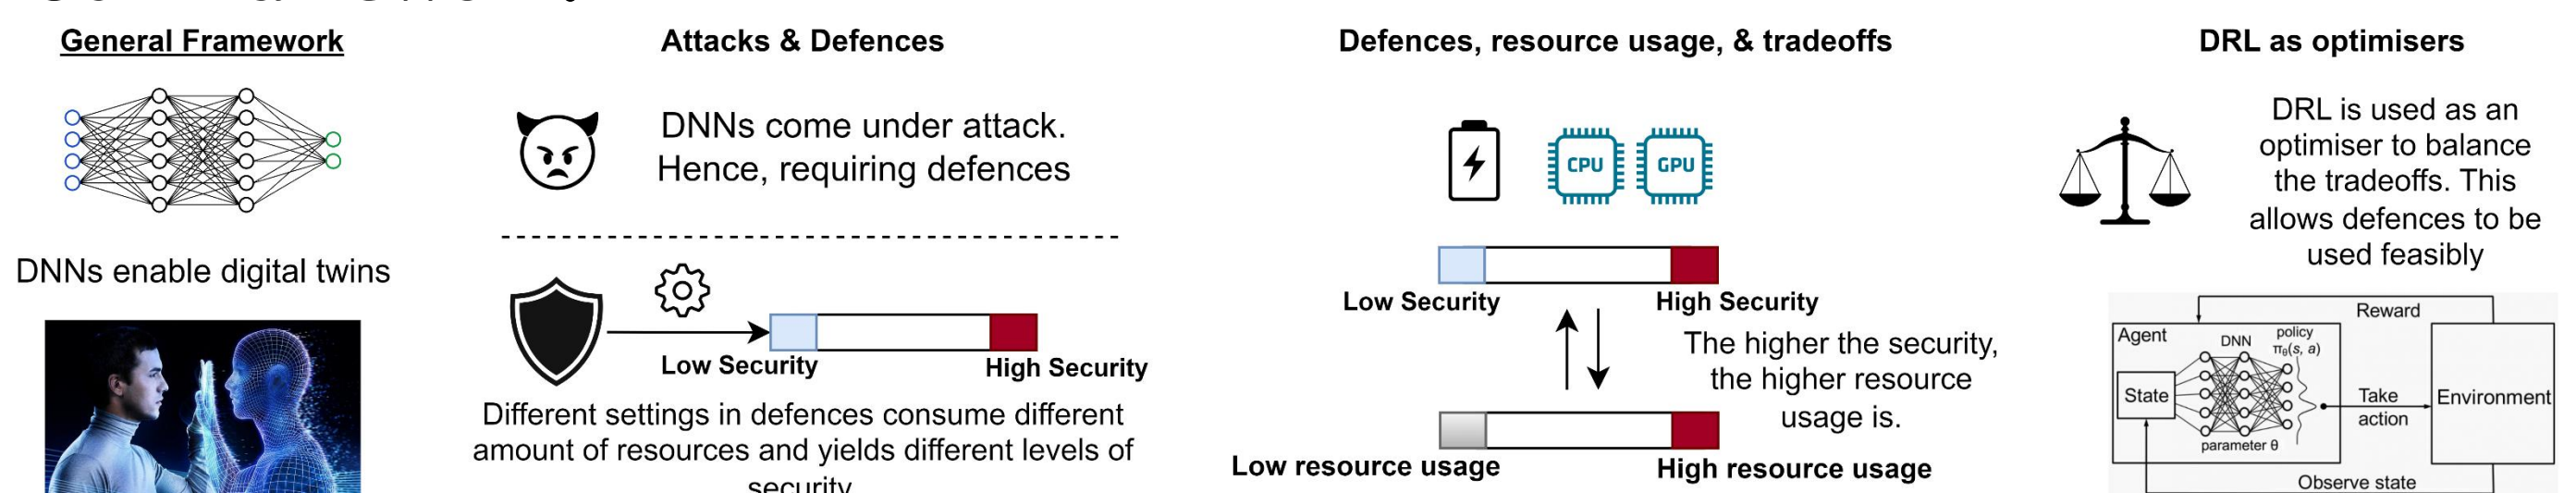 General Framework
DNNs enable digital twins
Attacks & Defences
DNNs come under attack.
Hence, requiring defences
Low Security
High Security
Different settings in defences consume different
amount of resources and yields different levels of
security
Defences, resource usage, & tradeoffs
CPU
GPU
Low Security
High Security
The higher the security,
the higher resource
usage is.
Low resource usage
High resource usage
DRL as optimisers
DRL is used as an
optimiser to balance
the tradeoffs. This
allows defences to be
used feasibly
Reward
Agent
DNN
policy
πθ(s, a)
State
Take
action
Environment
parameter θ
Observe state